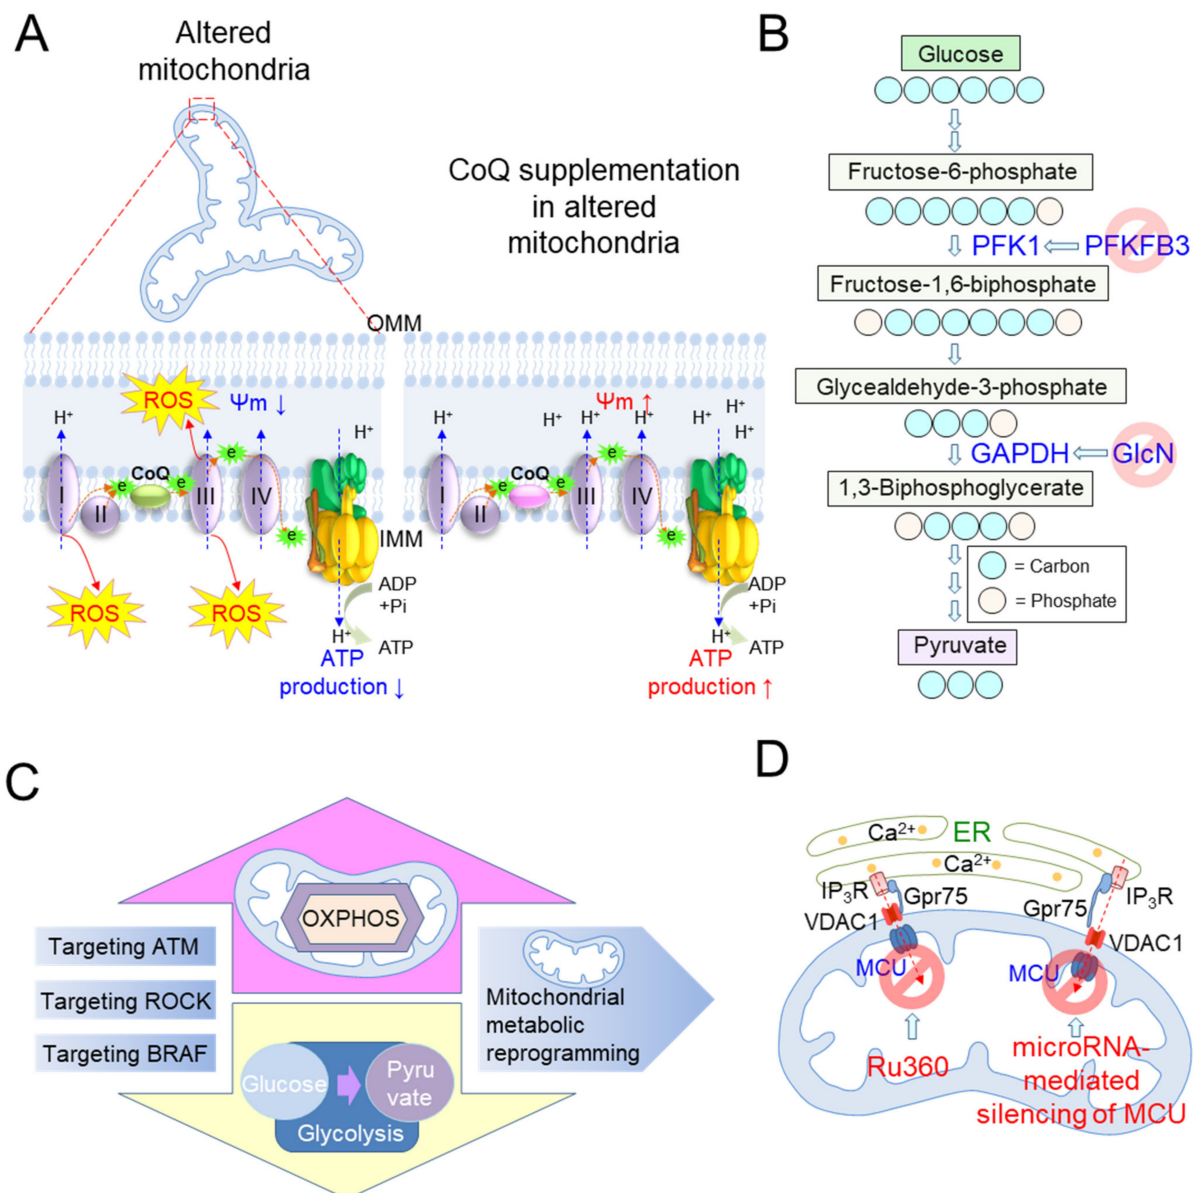 A
Altered
mitochondria
CoQ supplementation
in altered
mitochondria
OMM
ROS
Ψm ↓
H+
H+
CoQ
e-
e-
e-
e-
I
II
III
IV
IMM
ROS
ROS
ADP
+Pi
H+
ATP
ATP
production ↓
Ψm ↑
H+
H+
H+
H+
H+
H+
H+
CoQ
e-
e-
e-
e-
I
II
III
IV
ADP
+Pi
H+
ATP
ATP
production ↑
B
Glucose
Fructose-6-phosphate
PFK1
PFKFB3
Fructose-1,6-biphosphate
Glycealdehyde-3-phosphate
GAPDH
GlcN
1,3-Biphosphoglycerate
= Carbon
= Phosphate
Pyruvate
C
OXPHOS
Targeting ATM
Targeting ROCK
Targeting BRAF
Mitochondrial
metabolic
reprogramming
Glucose
Pyru
vate
Glycolysis
D
Ca2+
ER
Ca2+
IP3R
Gpr75
VDAC1
MCU
Gpr75
IP3R
VDAC1
MCU
Ru360
microRNA-
mediated
silencing of MCU